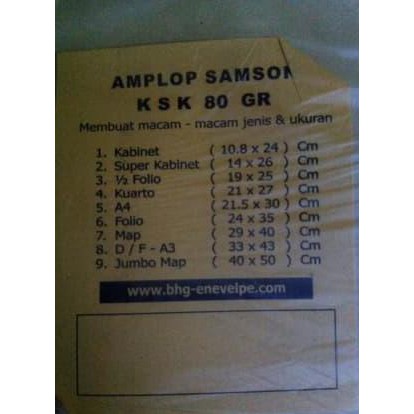 AMPLOP SAMSON
KSK 80 GR
Membuat macam - macam jenis & ukuran
1. Kabinet ( 10.8 x 24 ) Cm
2. Super Kabinet ( 14 x 26 ) Cm
3. ½ Folio ( 19 x 25 ) Cm
4. Kuarto ( 21 x 27 ) Cm
5. A4 ( 21.5 x 30 ) Cm
6. Folio ( 24 x 35 ) Cm
7. Map ( 29 x 40 ) Cm
8. D / F - A3 ( 33 x 43 ) Cm
9. Jumbo Map ( 40 x 50 ) Cm
www.bhg-enevelpe.com